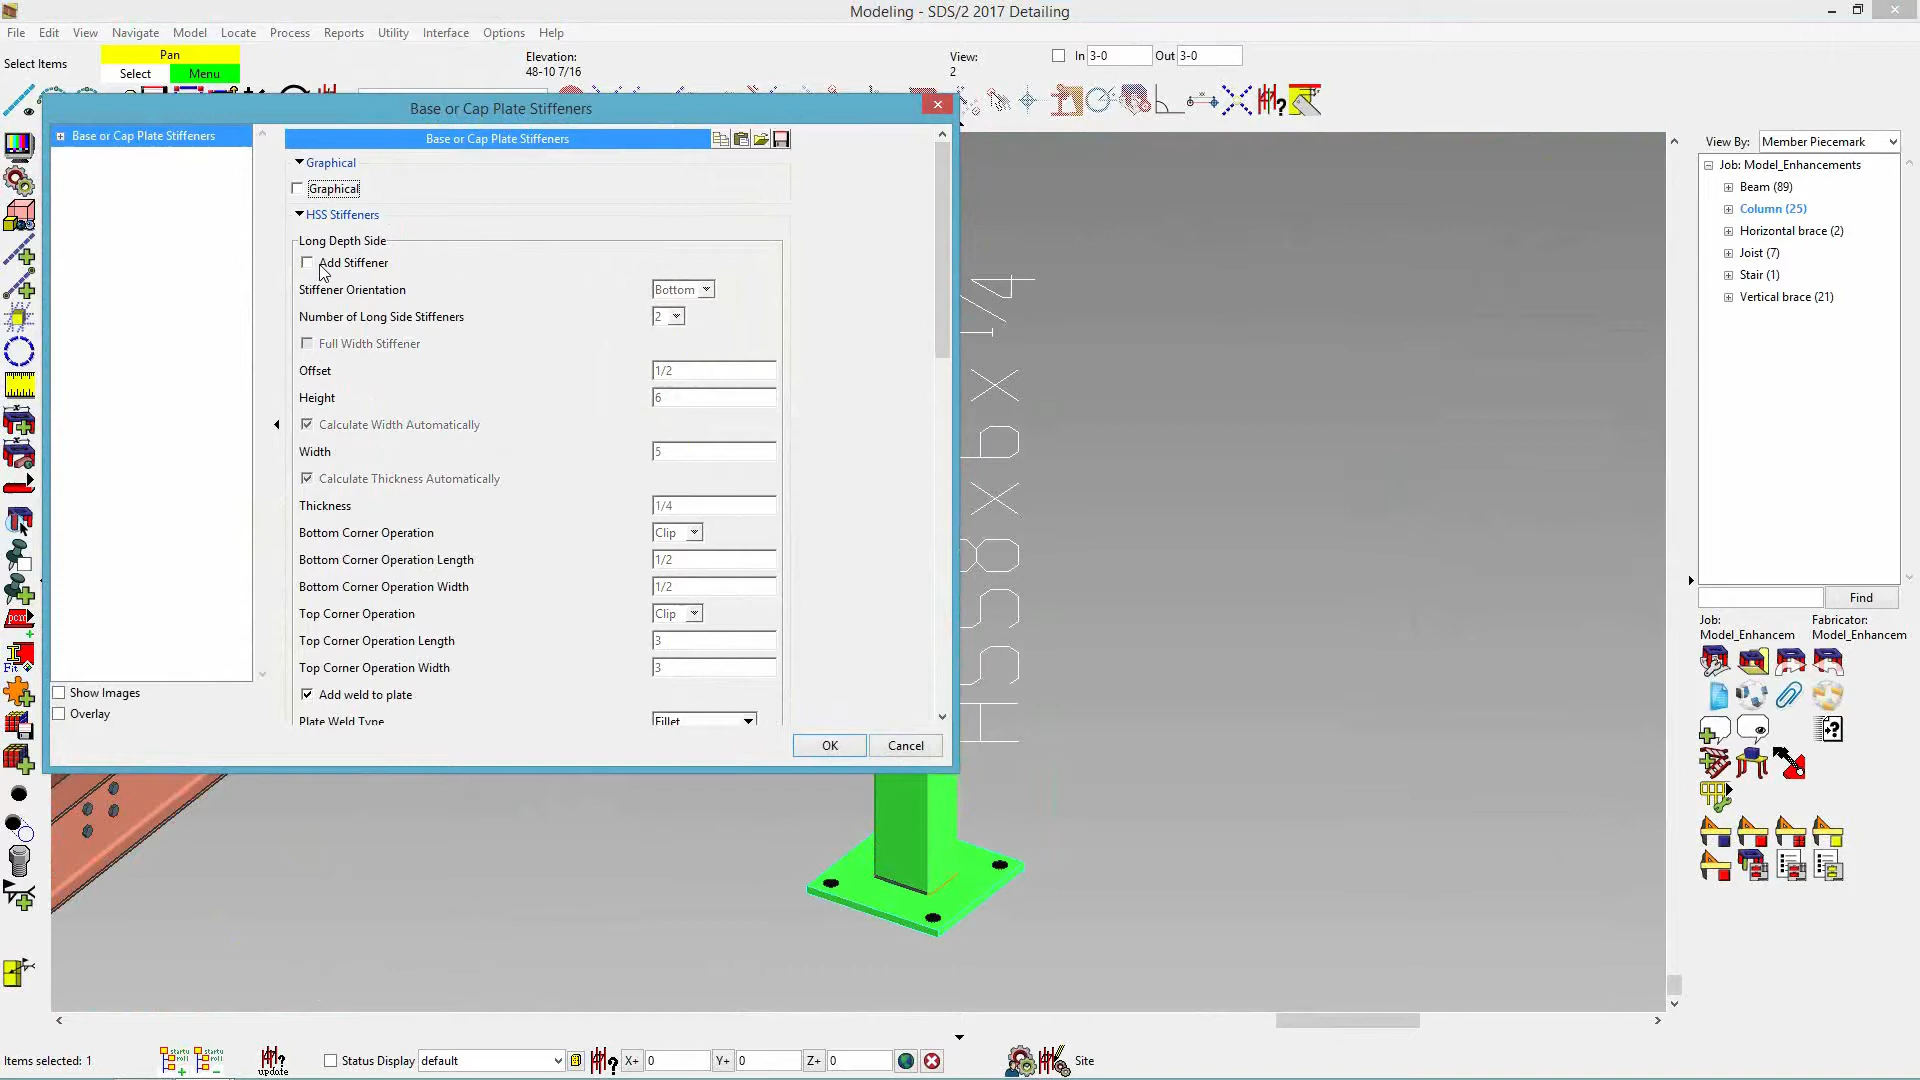 Modeling - SDS/2 2017 Detailing
File Edit View Navigate Model Locate Process Reports Utility Interface Options Help
Select Items
Pan
Select Menu
Elevation:
48-10 7/16
View:
2
In 3-0 Out 3-0
Base or Cap Plate Stiffeners
Base or Cap Plate Stiffeners
Base or Cap Plate Stiffeners
Graphical
Graphical
HSS Stiffeners
Long Depth Side
Add Stiffener
Stiffener Orientation Bottom
Number of Long Side Stiffeners 2
Full Width Stiffener
Offset 1/2
Height 6
Calculate Width Automatically
Width 5
Calculate Thickness Automatically
Thickness 1/4
Bottom Corner Operation Clip
Bottom Corner Operation Length 1/2
Bottom Corner Operation Width 1/2
Top Corner Operation Clip
Top Corner Operation Length 3
Top Corner Operation Width 3
Add weld to plate
Plate Weld Type Fillet
Show Images
Overlay
OK Cancel
View By: Member Piecemark
Job: Model_Enhancements
Beam (89)
Column (25)
Horizontal brace (2)
Joist (7)
Stair (1)
Vertical brace (21)
Find
Job: Fabricator:
Model_Enhancem Model_Enhancem
pcm
Fit
Items selected: 1
startu
roll
startu
roll
update
Status Display default
X+ 0 Y+ 0 Z+ 0
Site